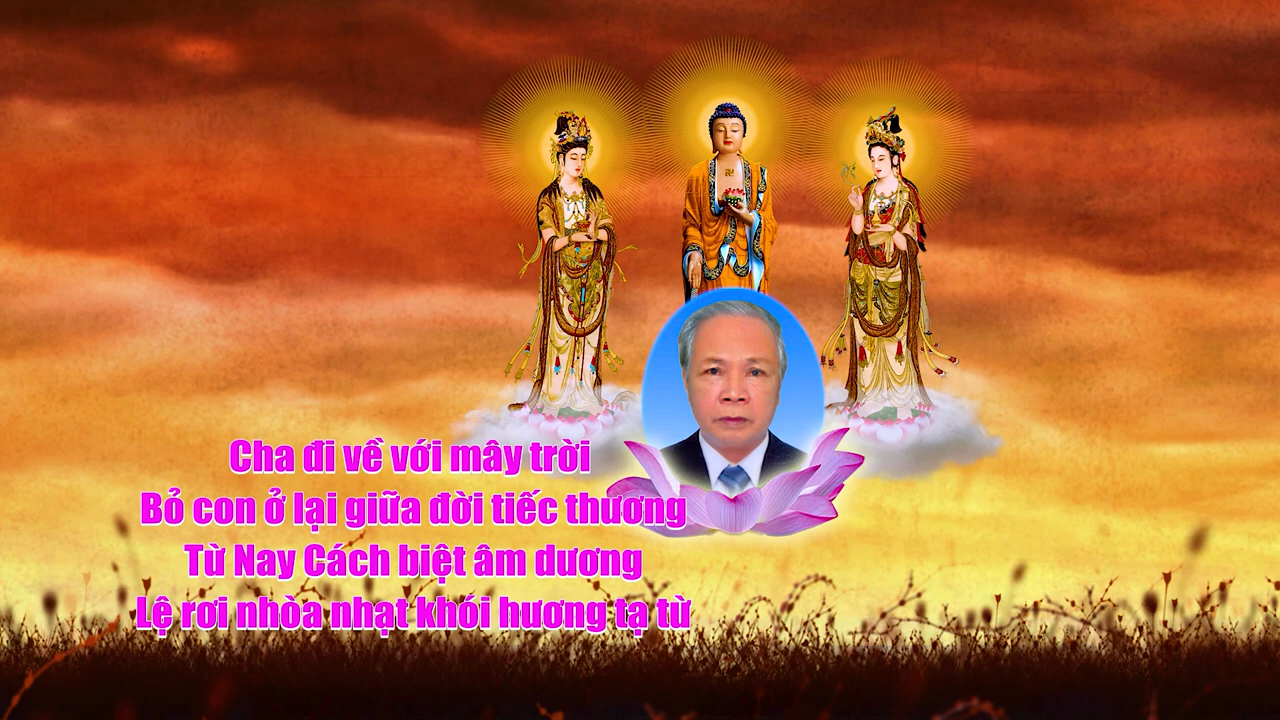 Cha đi về với mây trời
Bỏ con ở lại giữa đời tiếc thương
Từ Nay Cách biệt âm dương
Lệ rơi nhòa nhạt khói hương tạ từ